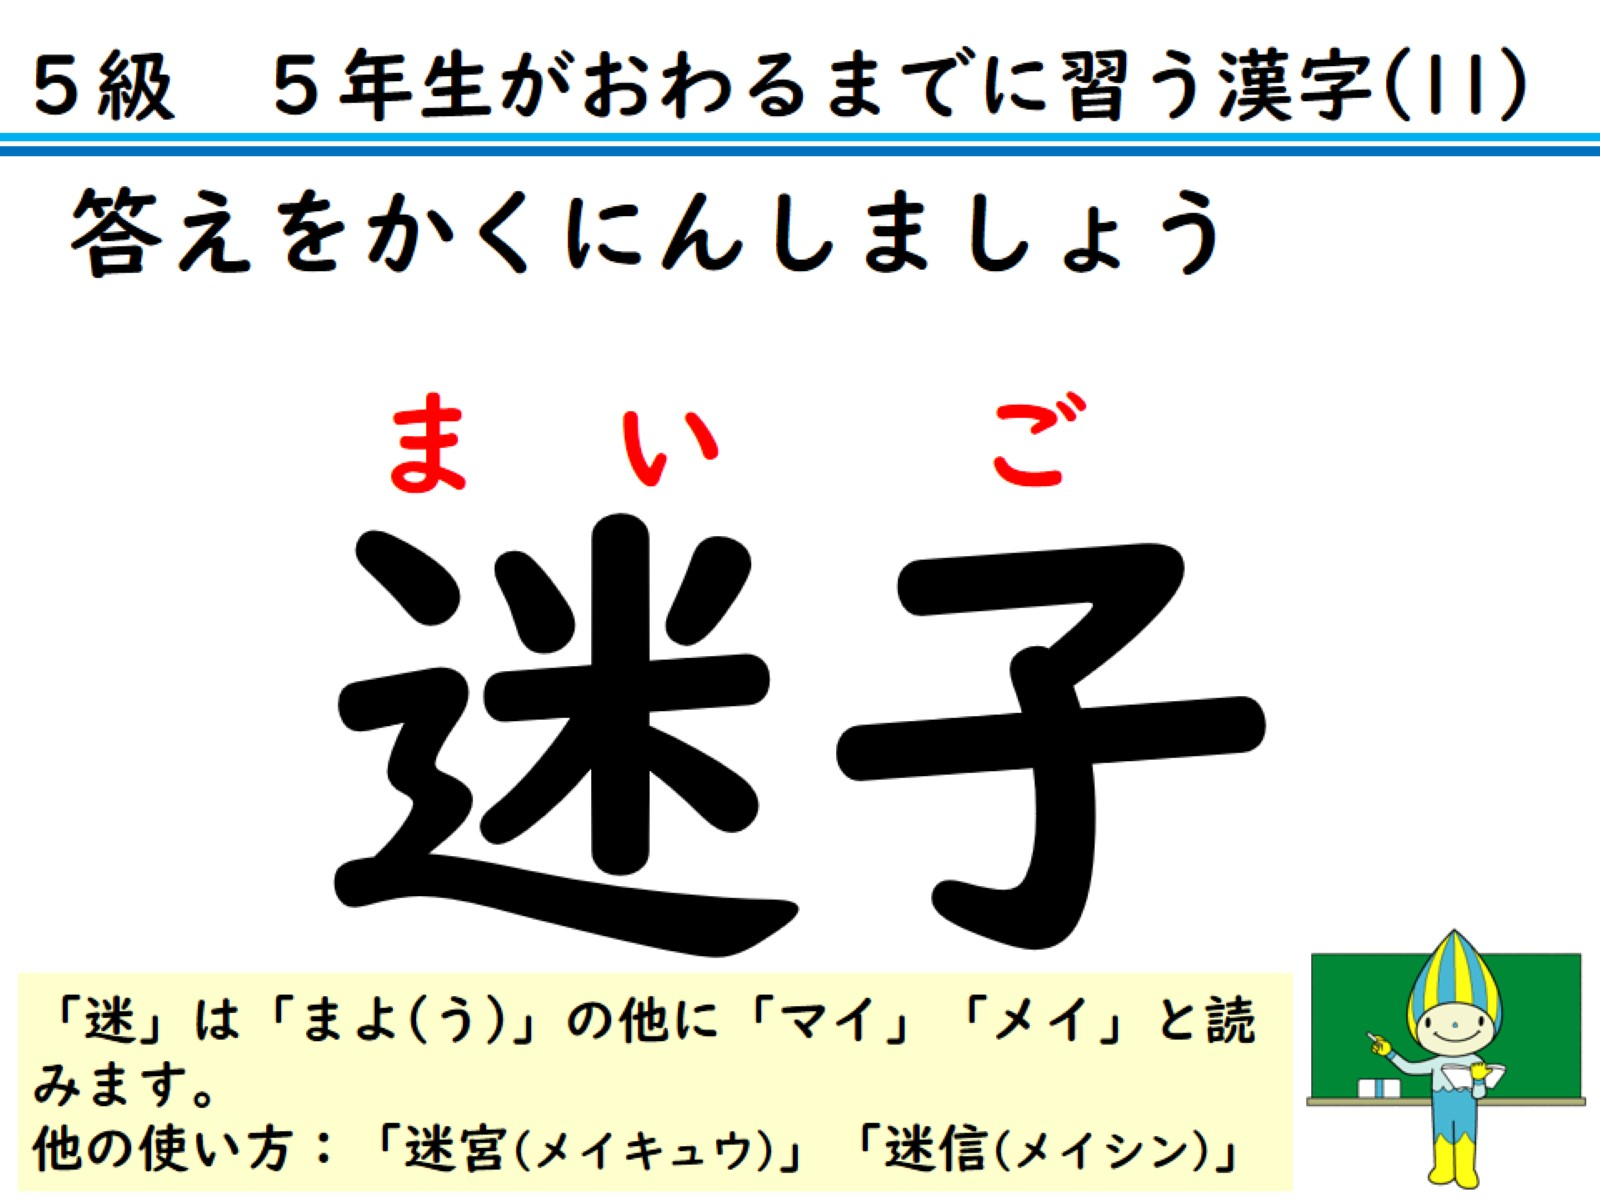 ５級　５年生がおわるまでに習う漢字(11)
答えをかくにんしましょう
まいご
迷子
「迷」は「まよ(う)」の他に「マイ」「メイ」と読
みます。
他の使い方：「迷宮(メイキュウ)」「迷信(メイシン)」